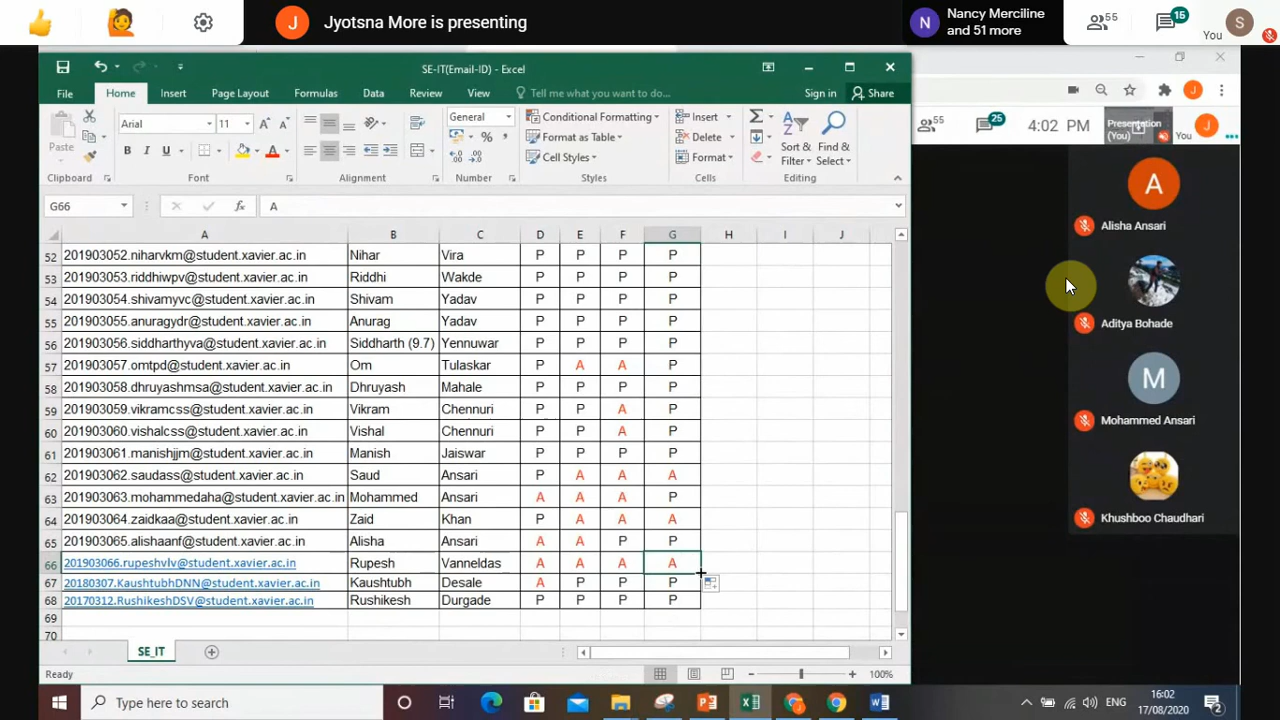 Jyotsna More is presenting
Nancy Merciline
and 51 more
55
15
You
S
J
N
SE-IT(Email-ID) - Excel
File Home Insert Page Layout Formulas Data Review View Tell me what you want to do... Sign in Share
Paste
Arial 11
B I U
General
Conditional Formatting
Format as Table
Cell Styles
Insert
Delete
Format
Sort &
Filter
Find &
Select
Clipboard Font Alignment Number Styles Cells Editing
G66 fx A
A B C D E F G H I J
52 201903052.niharvkm@student.xavier.ac.in Nihar Vira P P P P
53 201903053.riddhiwpv@student.xavier.ac.in Riddhi Wakde P P P P
54 201903054.shivamyvc@student.xavier.ac.in Shivam Yadav P P P P
55 201903055.anuragydr@student.xavier.ac.in Anurag Yadav P P P P
56 201903056.siddharthyva@student.xavier.ac.in Siddharth (9.7) Yennuwar P P P P
57 201903057.omtpd@student.xavier.ac.in Om Tulaskar P A A P
58 201903058.dhruyashmsa@student.xavier.ac.in Dhruyash Mahale P P P P
59 201903059.vikramcss@student.xavier.ac.in Vikram Chennuri P P A P
60 201903060.vishalcss@student.xavier.ac.in Vishal Chennuri P P A P
61 201903061.manishjjm@student.xavier.ac.in Manish Jaiswar P P P P
62 201903062.saudass@student.xavier.ac.in Saud Ansari P A A A
63 201903063.mohammedaha@student.xavier.ac.in Mohammed Ansari A A A P
64 201903064.zaidkaa@student.xavier.ac.in Zaid Khan P A A A
65 201903065.alishaanf@student.xavier.ac.in Alisha Ansari A A P P
66 201903066.rupeshvlv@student.xavier.ac.in Rupesh Vanneldas A A A A
67 20180307.KaushtubhDNN@student.xavier.ac.in Kaushtubh Desale A P P P
68 20170312.RushikeshDSV@student.xavier.ac.in Rushikesh Durgade P P P P
69
70
SE_IT
Ready
100%
J
55
25
4:02 PM
Presentation
(You)
You
J
A
Alisha Ansari
Aditya Bohade
M
Mohammed Ansari
Khushboo Chaudhari
Type here to search
ENG
16:02
17/08/2020
2